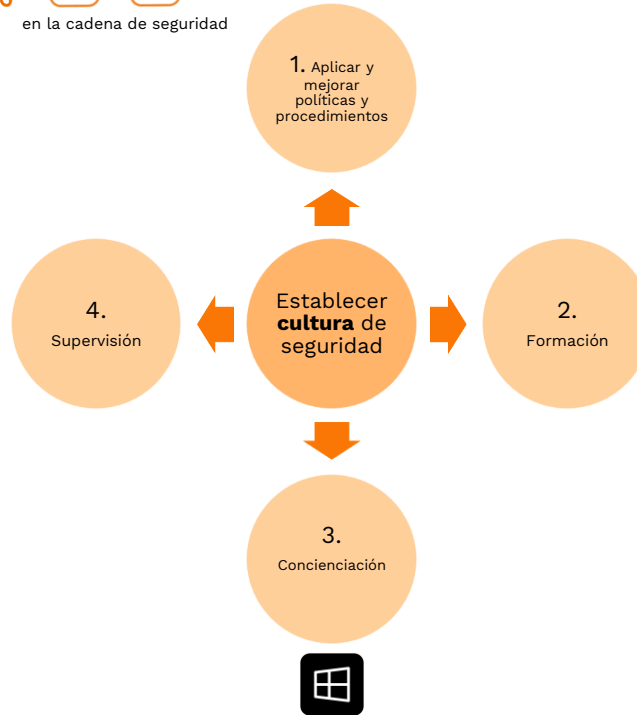 en la cadena de seguridad
1. Aplicar y
mejorar
políticas y
procedimientos
4.
Supervisión
Establecer
cultura de
seguridad
2.
Formación
3.
Concienciación